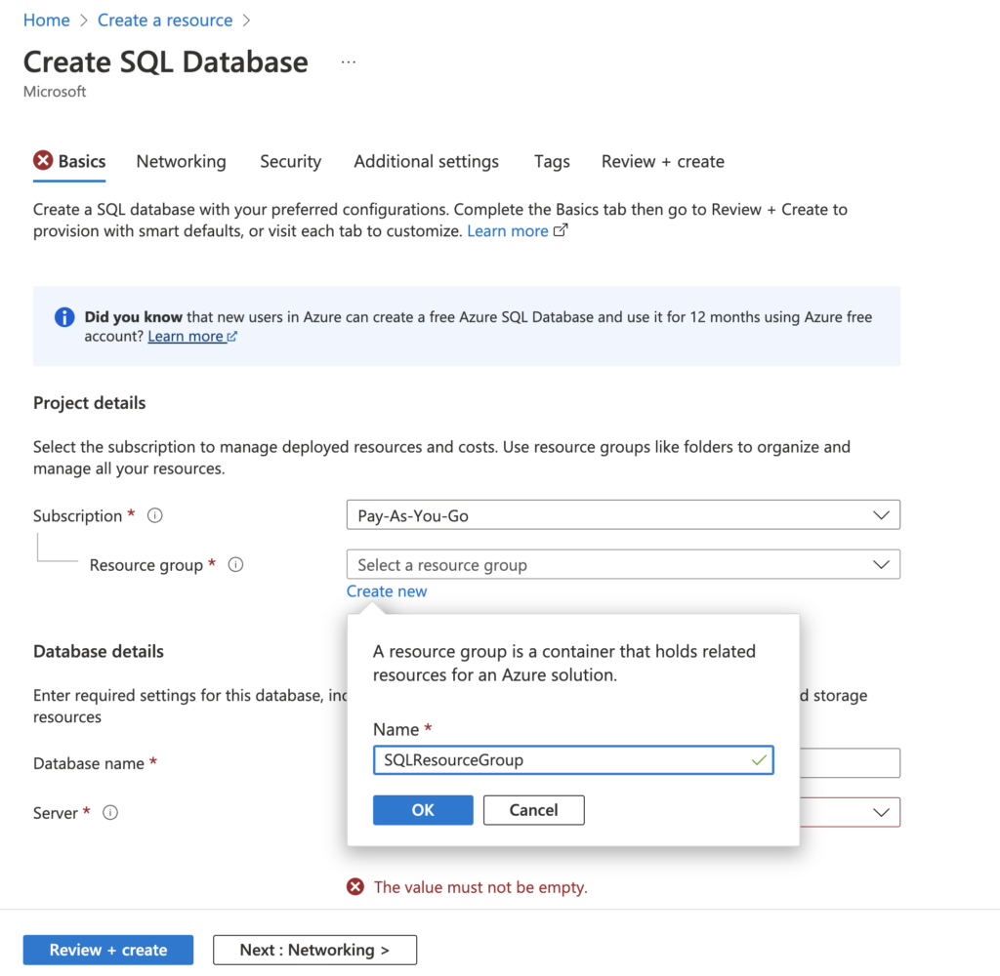 Home > Create a resource >
Create SQL Database ...
Microsoft
Basics Networking Security Additional settings Tags Review + create
Create a SQL database with your preferred configurations. Complete the Basics tab then go to Review + Create to
provision with smart defaults, or visit each tab to customize. Learn more
Did you know that new users in Azure can create a free Azure SQL Database and use it for 12 months using Azure free
account? Learn more
Project details
Select the subscription to manage deployed resources and costs. Use resource groups like folders to organize and
manage all your resources.
Subscription * Pay-As-You-Go
Resource group * Select a resource group
Create new
A resource group is a container that holds related
resources for an Azure solution.
Name *
SQLResourceGroup
OK Cancel
Database details
Enter required settings for this database, inc d storage
resources
Database name *
Server *
The value must not be empty.
Review + create Next : Networking >